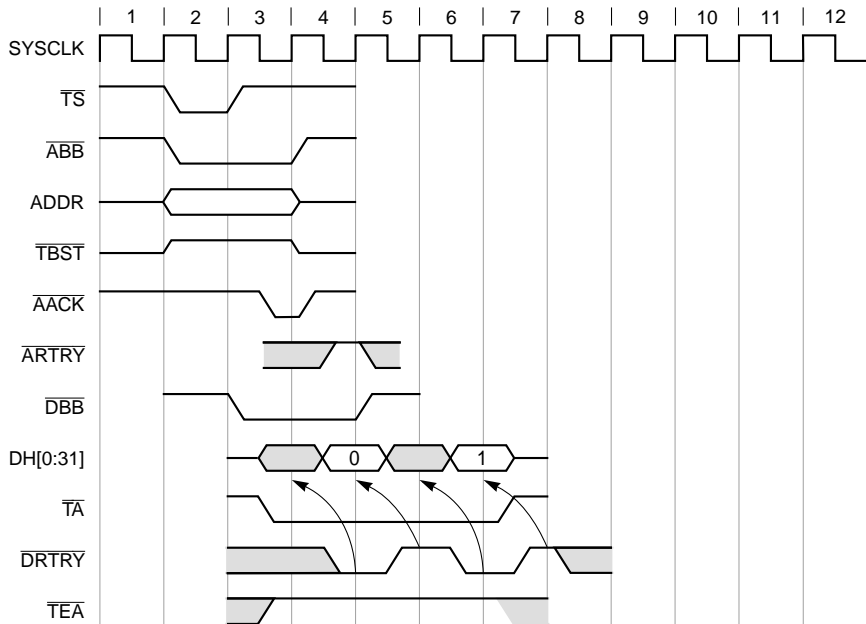 1 2 3 4 5 6 7 8 9 10 11 12
SYSCLK
TS
ABB
ADDR
TBST
AACK
ARTRY
DBB
DH[0:31] 0 1
TA
DRTRY
TEA